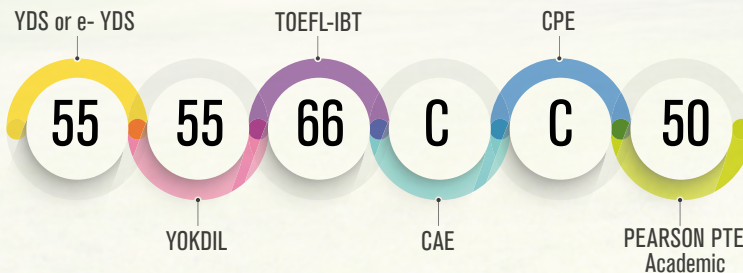 YDS or e- YDS
TOEFL-IBT
CPE
55
55
66
C
C
50
YOKDIL
CAE
PEARSON PTE
Academic